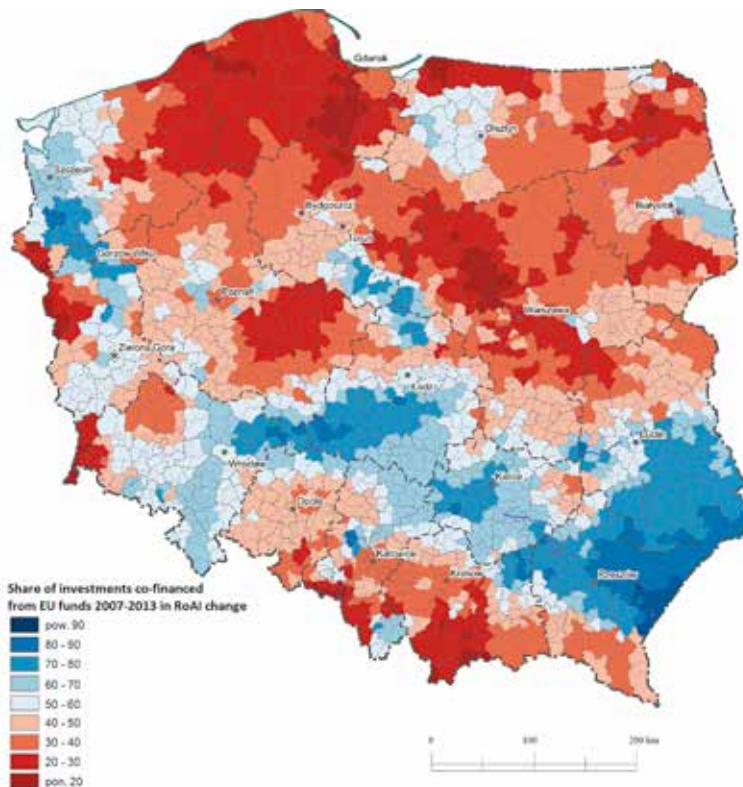 Gdańsk
Olsztyn
Szczecin
Białystok
Bydgoszcz
Toruń
Gorzów Wlkp.
Poznań
Warszawa
Zielona Góra
Łódź
Lublin
Wrocław
Kielce
Opole
Katowice
Kraków
Rzeszów
Share of investments co-financed
from EU funds 2007-2013 in RoAI change
pow. 90
80 - 90
70 - 80
60 - 70
50 - 60
40 - 50
30 - 40
20 - 30
pon. 20
0 100 200 km